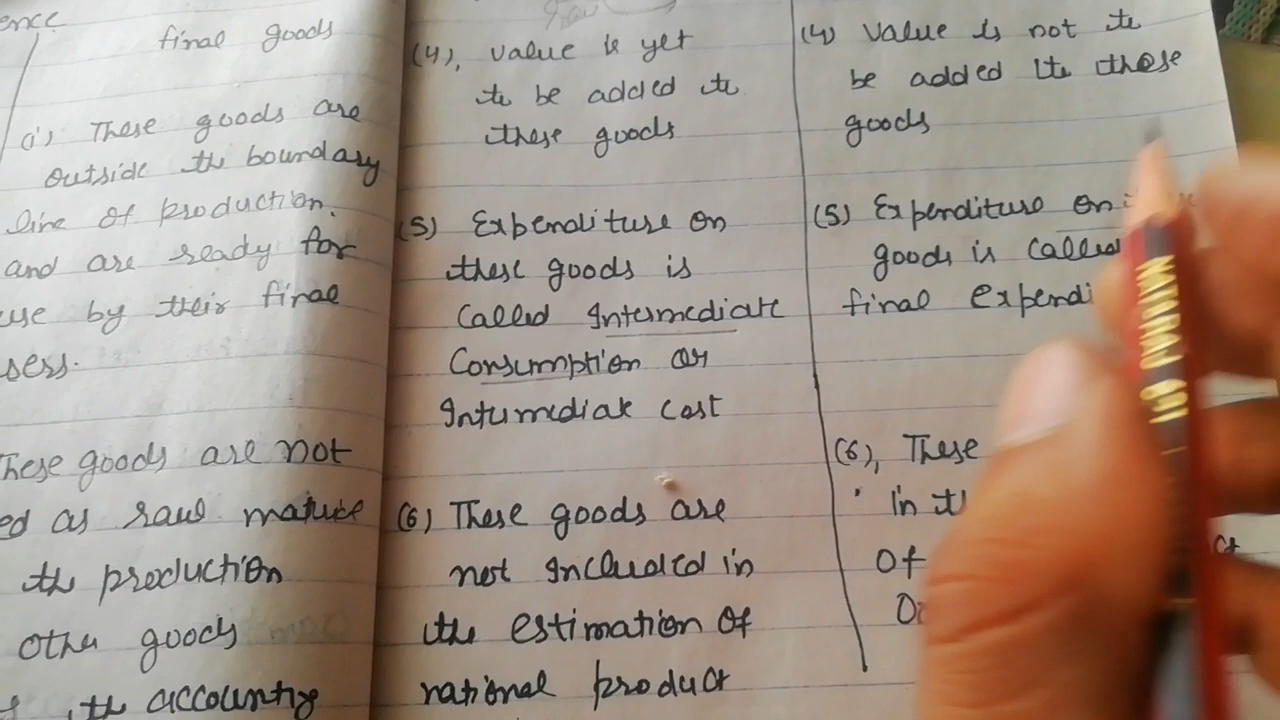 ence
final goods
(i) These goods are
outside the boundary
line of production.
and are ready for
use by their final
sers.
These goods are not
ed as raw
the production
other goods
the accounting
(4), value is yet
to be added to
these goods
(5) Expenditure on
these goods is
called Intermediate
Consumption or
Intermediate cost
(6) These goods are
not included in
the estimation of
national product
(4) value is not to
be added to these
goods
(5) Expenditure on
goods is called
final expendi
(6), These
in t
of
NATRAJ 621